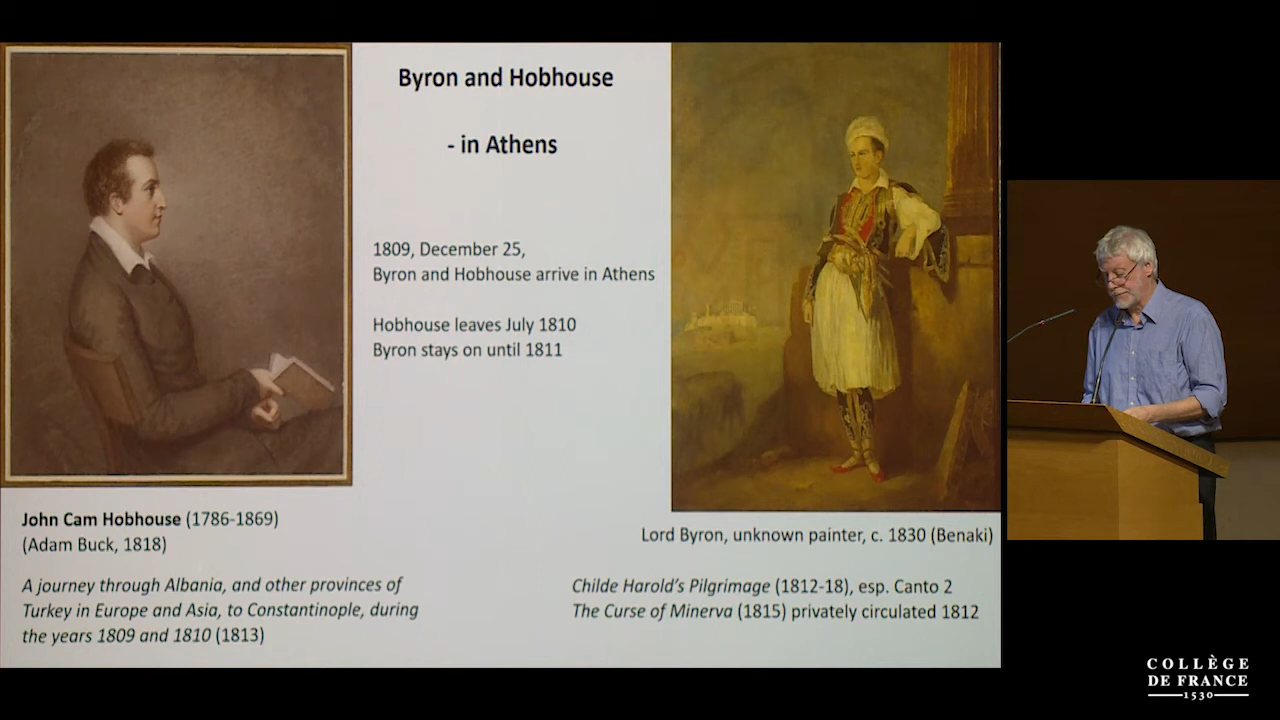 Byron and Hobhouse
- in Athens
1809, December 25,
Byron and Hobhouse arrive in Athens
Hobhouse leaves July 1810
Byron stays on until 1811
John Cam Hobhouse (1786-1869)
(Adam Buck, 1818)
A journey through Albania, and other provinces of
Turkey in Europe and Asia, to Constantinople, during
the years 1809 and 1810 (1813)
Lord Byron, unknown painter, c. 1830 (Benaki)
Childe Harold's Pilgrimage (1812-18), esp. Canto 2
The Curse of Minerva (1815) privately circulated 1812
COLLÈGE
DE FRANCE
1530